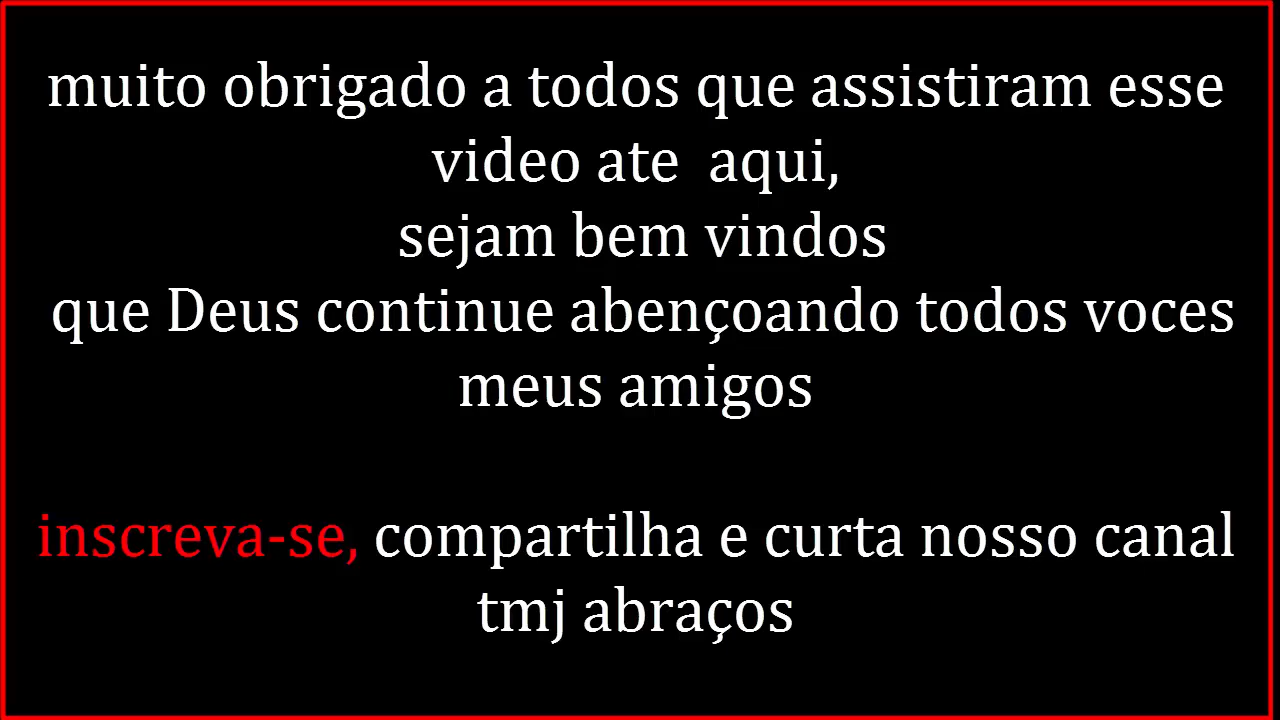 muito obrigado a todos que assistiram esse
video ate aqui,
sejam bem vindos
que Deus continue abençoando todos voces
meus amigos
inscreva-se, compartilha e curta nosso canal
tmj abraços